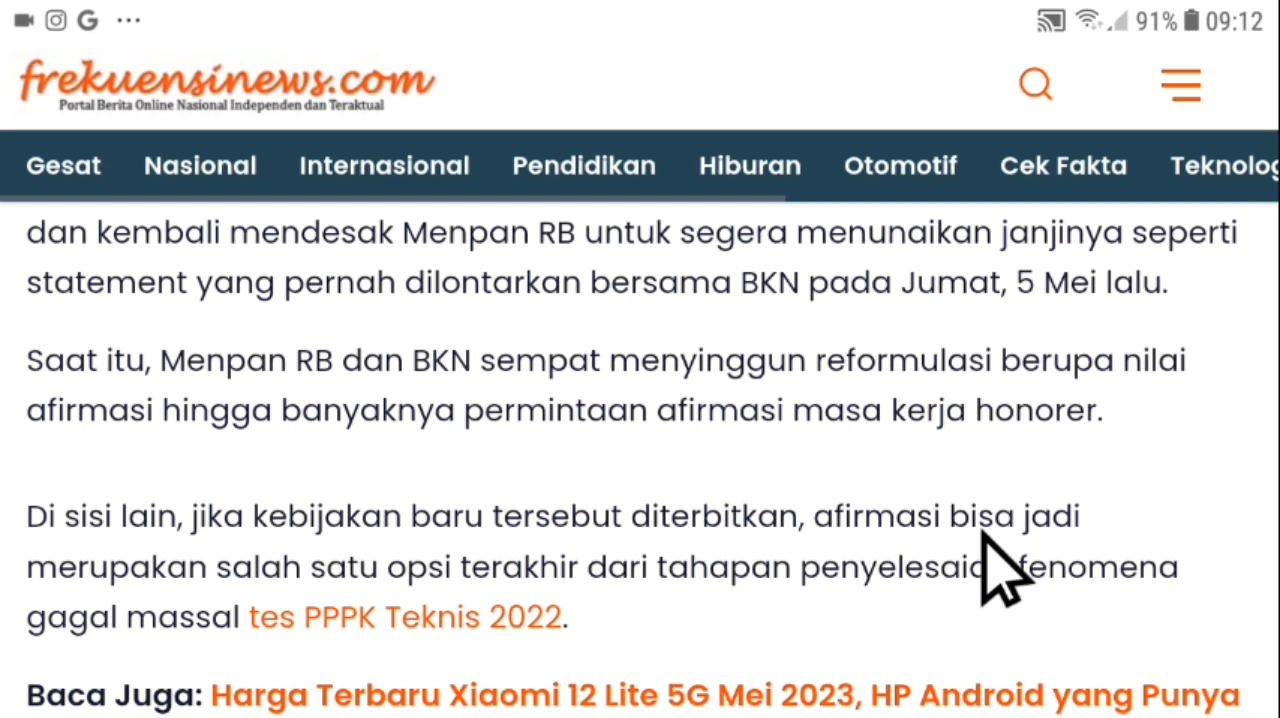 91% 09:12
frekuensinews.com
Portal Berita Online Nasional Independen dan Teraktual
Gesat Nasional Internasional Pendidikan Hiburan Otomotif Cek Fakta
dan kembali mendesak Menpan RB untuk segera menunaikan janjinya seperti
statement yang pernah dilontarkan bersama BKN pada Jumat, 5 Mei lalu.
Saat itu, Menpan RB dan BKN sempat menyinggun reformulasi berupa nilai
afirmasi hingga banyaknya permintaan afirmasi masa kerja honorer.
Di sisi lain, jika kebijakan baru tersebut diterbitkan, afirmasi bisa jadi
merupakan salah satu opsi terakhir dari tahapan fenomena
gagal massal tes PPPK Teknis 2022.
Baca Juga: Harga Terbaru Xiaomi 12 Lite 5G Mei 2023, HP Android yang Punya